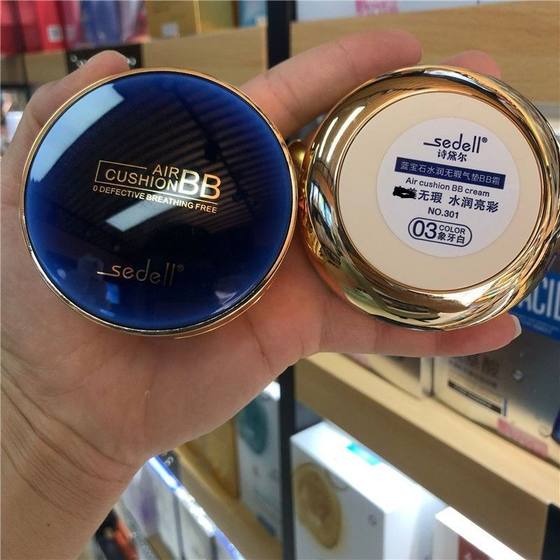 AIR
CUSHION BB
0 DEFECTIVE BREATHING FREE
sedell®
sedell®
诗黛尔
蓝宝石水润无瑕气垫BB霜
Air cushion BB cream
无瑕 水润亮彩
NO.301
03 COLOR
象牙白
ACID